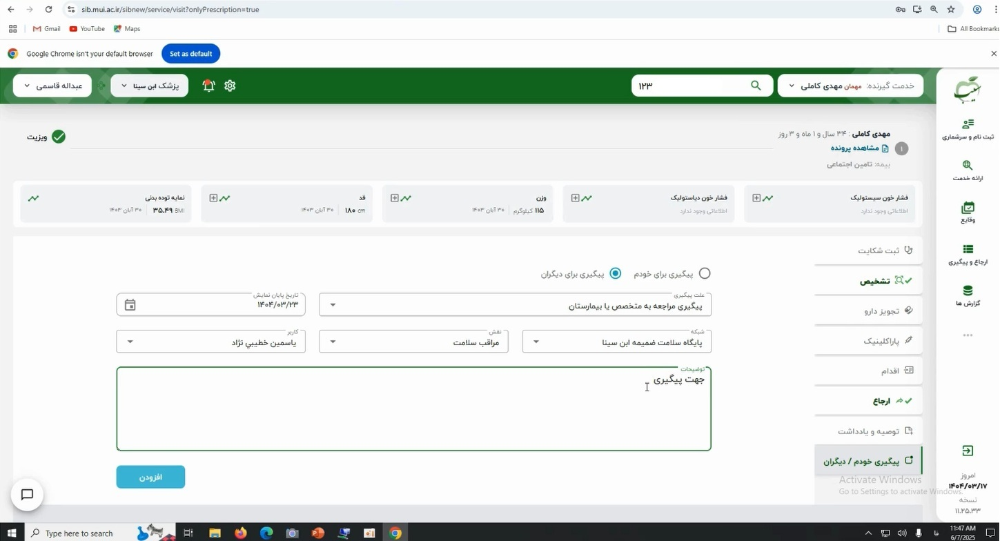 sib.mui.ac.ir/sibnew/service/visit?onlyPrescription=true
Gmail
YouTube
Maps
All Bookmarks
Google Chrome isn't your default browser
Set as default
خدمت گیرنده: مهمان مهدی کاملی
۱۲۳
پزشک ابن سینا
عبداله قاسمی
سیب
ثبت نام و سرشماری
ارائه خدمت
وقایع
ارجاع و پیگیری
گزارش ها
امروز
۱۴۰۴/۰۳/۱۷
نسخه
۱۱.۲۵.۳۳
مهدی کاملی : ۳۴ سال و ۱ ماه و ۳ روز
۱
مشاهده پرونده
بیمه: تامین اجتماعی
ویزیت
فشار خون سیستولیک
اطلاعاتی وجود ندارد
فشار خون دیاستولیک
اطلاعاتی وجود ندارد
وزن
۱۱۵ کیلوگرم
۳۰ آبان ۱۴۰۳
قد
۱۸۰ cm
۳۰ آبان ۱۴۰۳
نمایه توده بدنی
۳۵.۴۹ BMI
۳۰ آبان ۱۴۰۳
ثبت شکایت
تشخیص
تجویز دارو
پاراکلینیک
اقدام
ارجاع
توصیه و یادداشت
پیگیری خودم / دیگران
پیگیری برای خودم
پیگیری برای دیگران
علت پیگیری
پیگیری مراجعه به متخصص یا بیمارستان
تاریخ پایان نمایش
۱۴۰۴/۰۳/۲۳
شبکه
پایگاه سلامت ضمیمه ابن سینا
نقش
مراقب سلامت
کاربر
یاسمین خطیبي نژاد
توضیحات
جهت پیگیری
افزودن
Activate Windows
Go to Settings to activate Windows.
Type here to search
فا
11:47 AM
6/7/2025